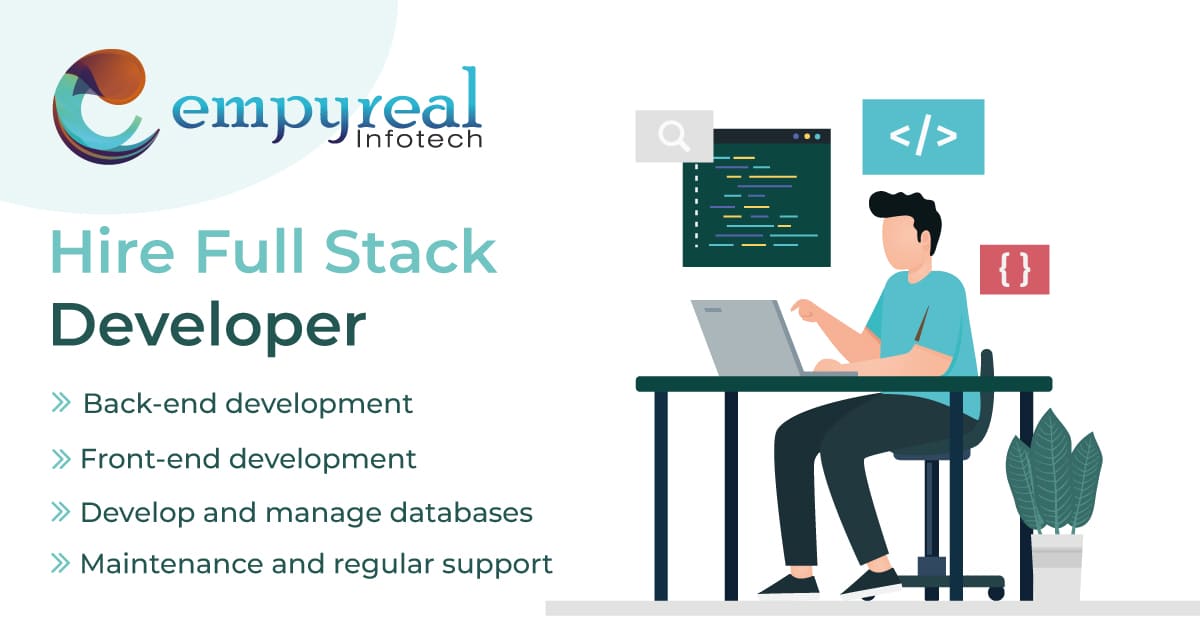 empyreal
Infotech
Hire Full Stack
Developer
Back-end development
Front-end development
Develop and manage databases
Maintenance and regular support
</>
{ }